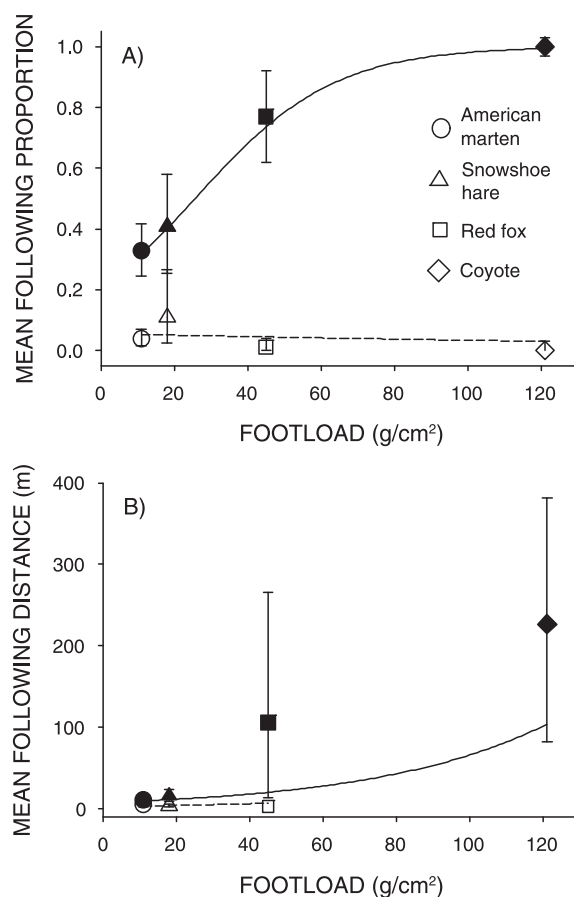 A)
MEAN FOLLOWING PROPORTION
1.0
0.8
0.6
0.4
0.2
0.0
American
marten
Snowshoe
hare
Red fox
Coyote
0 20 40 60 80 100 120
FOOTLOAD (g/cm²)
B)
MEAN FOLLOWING DISTANCE (m)
400
300
200
100
0
0 20 40 60 80 100 120
FOOTLOAD (g/cm²)